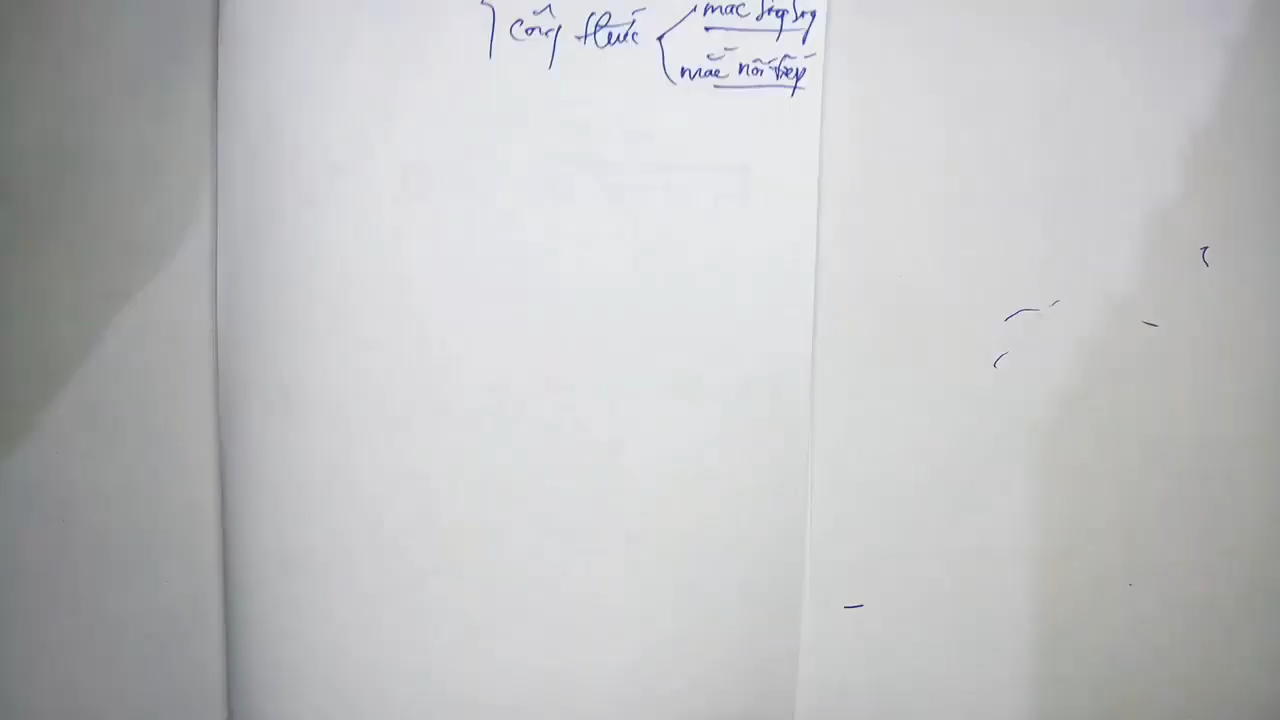 mắc song song
công thức
mắc nối tiếp